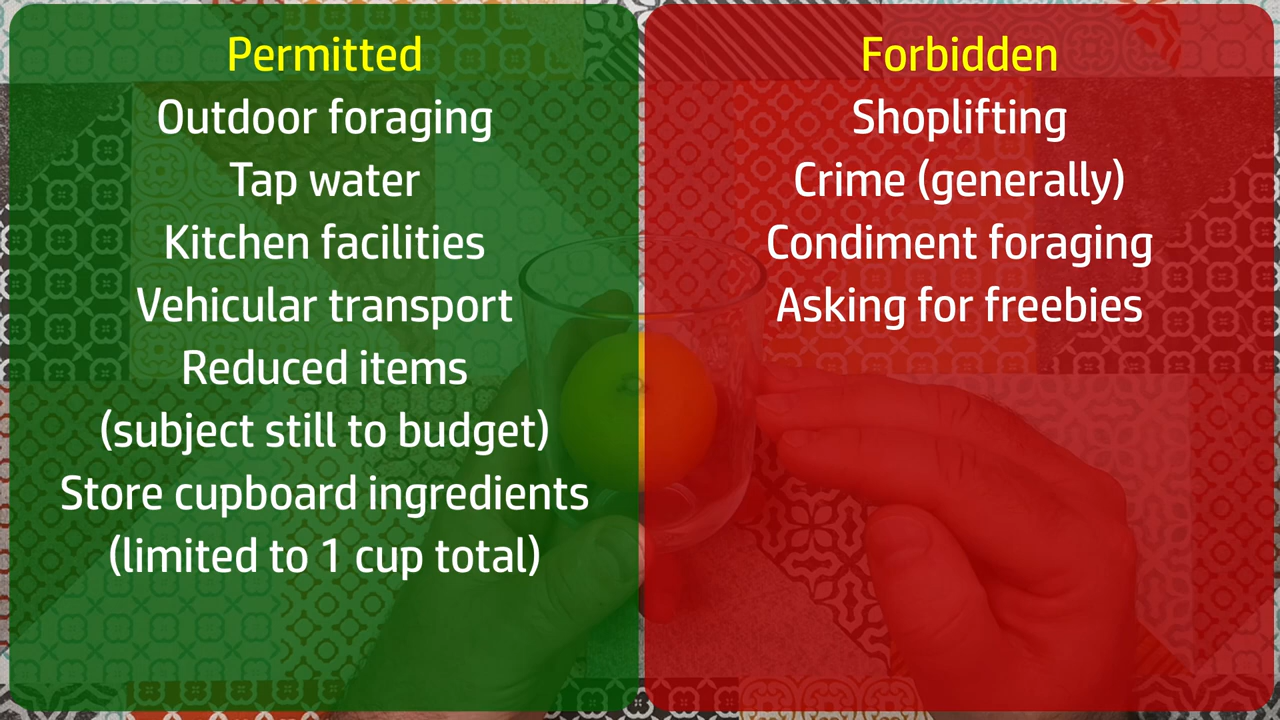 Permitted
Outdoor foraging
Tap water
Kitchen facilities
Vehicular transport
Reduced items
(subject still to budget)
Store cupboard ingredients
(limited to 1 cup total)
Forbidden
Shoplifting
Crime (generally)
Condiment foraging
Asking for freebies